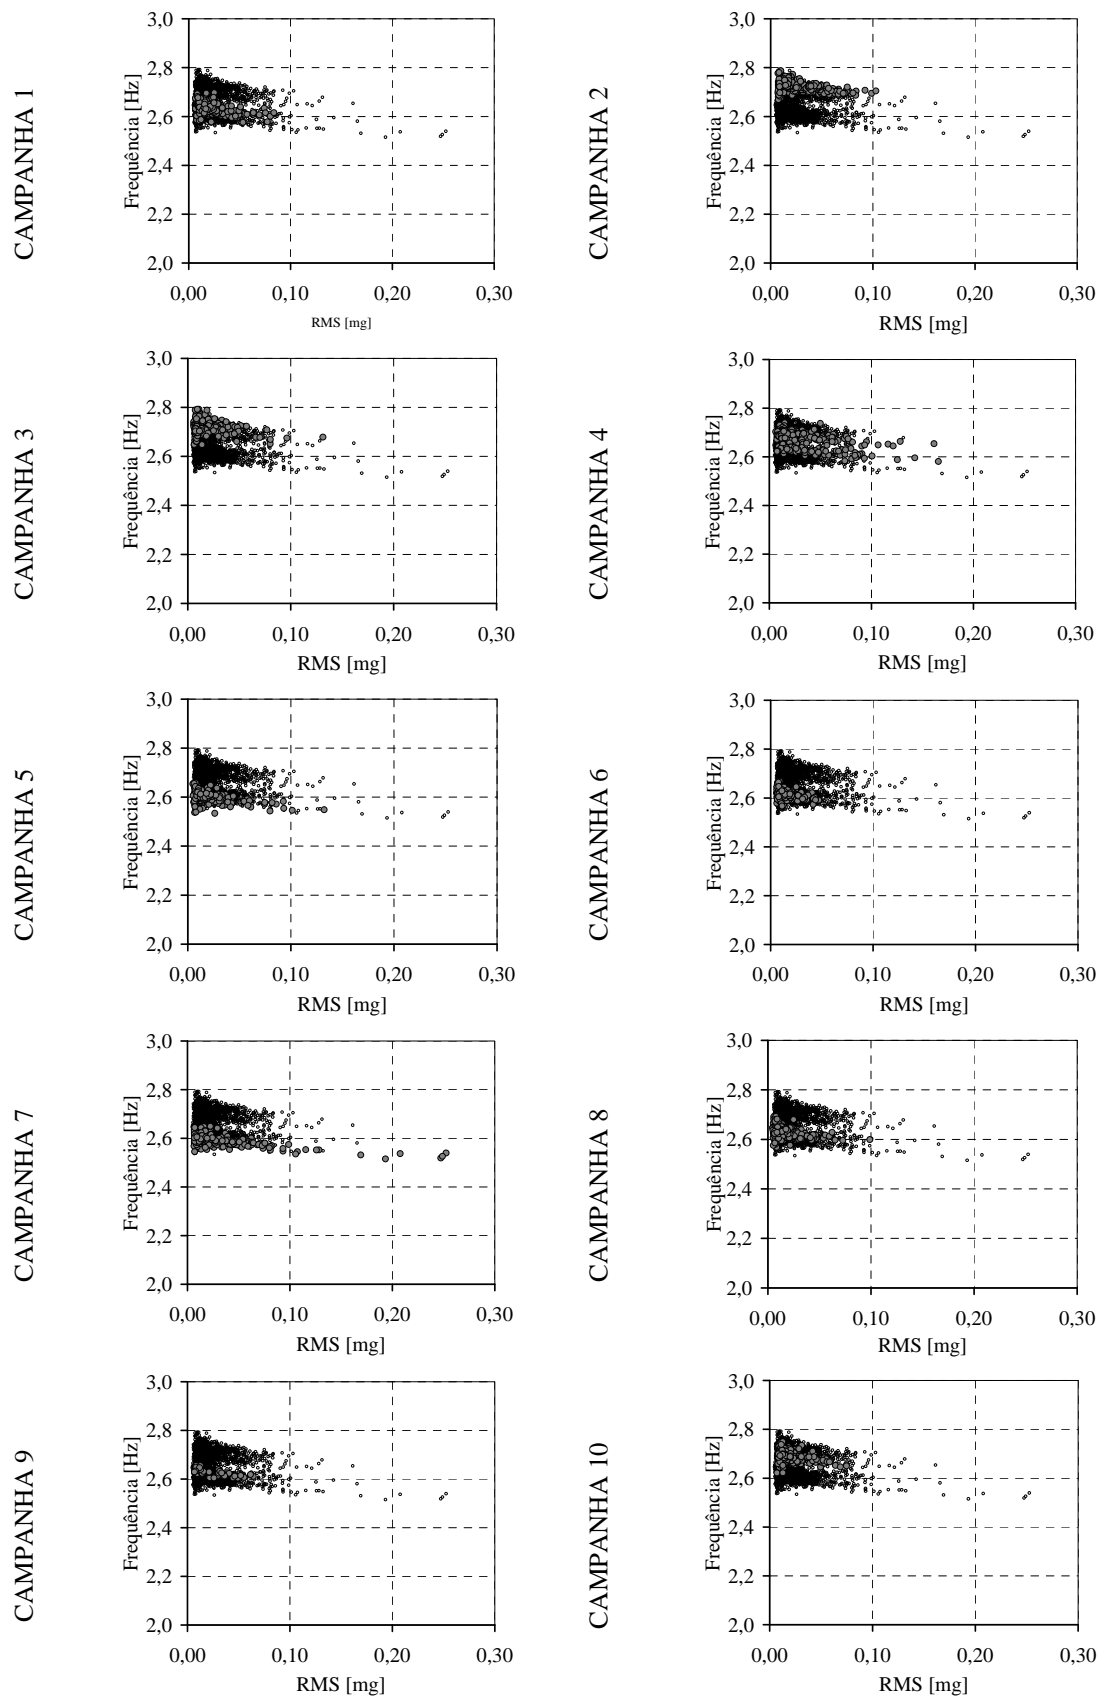 CAMPANHA 1
Frequência [Hz]
3,0
2,8
2,6
2,4
2,2
2,0
0,00 0,10 0,20 0,30
RMS [mg]
CAMPANHA 2
Frequência [Hz]
3,0
2,8
2,6
2,4
2,2
2,0
0,00 0,10 0,20 0,30
RMS [mg]
CAMPANHA 3
Frequência [Hz]
3,0
2,8
2,6
2,4
2,2
2,0
0,00 0,10 0,20 0,30
RMS [mg]
CAMPANHA 4
Frequência [Hz]
3,0
2,8
2,6
2,4
2,2
2,0
0,00 0,10 0,20 0,30
RMS [mg]
CAMPANHA 5
Frequência [Hz]
3,0
2,8
2,6
2,4
2,2
2,0
0,00 0,10 0,20 0,30
RMS [mg]
CAMPANHA 6
Frequência [Hz]
3,0
2,8
2,6
2,4
2,2
2,0
0,00 0,10 0,20 0,30
RMS [mg]
CAMPANHA 7
Frequência [Hz]
3,0
2,8
2,6
2,4
2,2
2,0
0,00 0,10 0,20 0,30
RMS [mg]
CAMPANHA 8
Frequência [Hz]
3,0
2,8
2,6
2,4
2,2
2,0
0,00 0,10 0,20 0,30
RMS [mg]
CAMPANHA 9
Frequência [Hz]
3,0
2,8
2,6
2,4
2,2
2,0
0,00 0,10 0,20 0,30
RMS [mg]
CAMPANHA 10
Frequência [Hz]
3,0
2,8
2,6
2,4
2,2
2,0
0,00 0,10 0,20 0,30
RMS [mg]